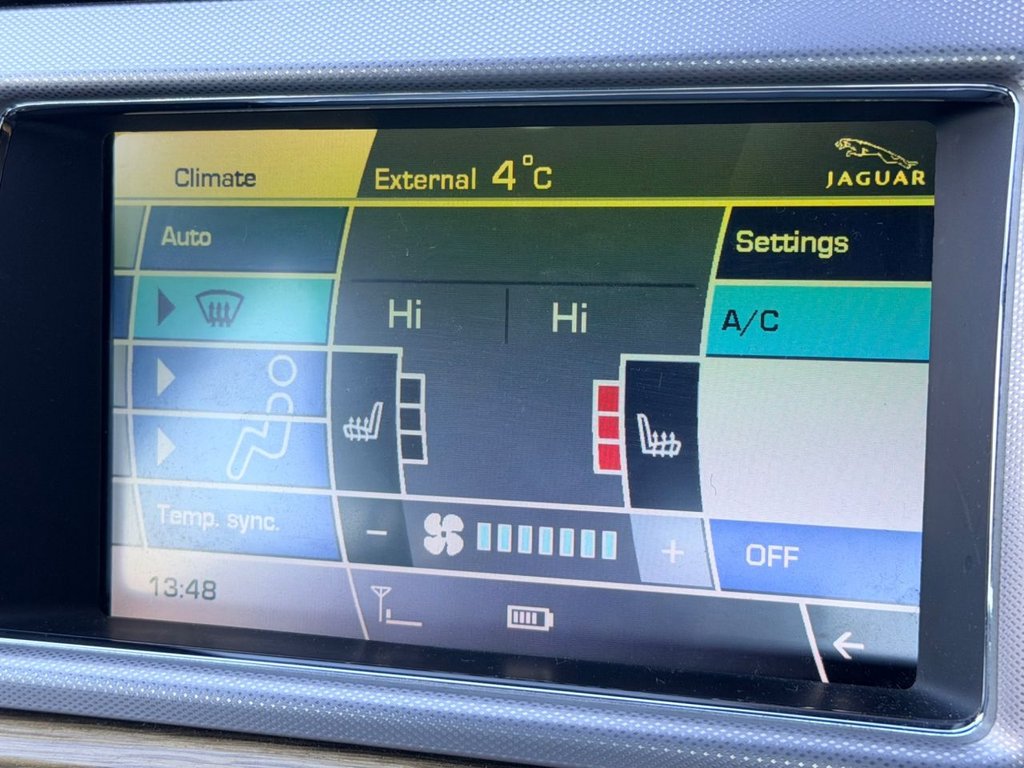 Climate
External 4°C
JAGUAR
Auto
Settings
Hi
Hi
A/C
Temp. sync.
- +
OFF
13:48